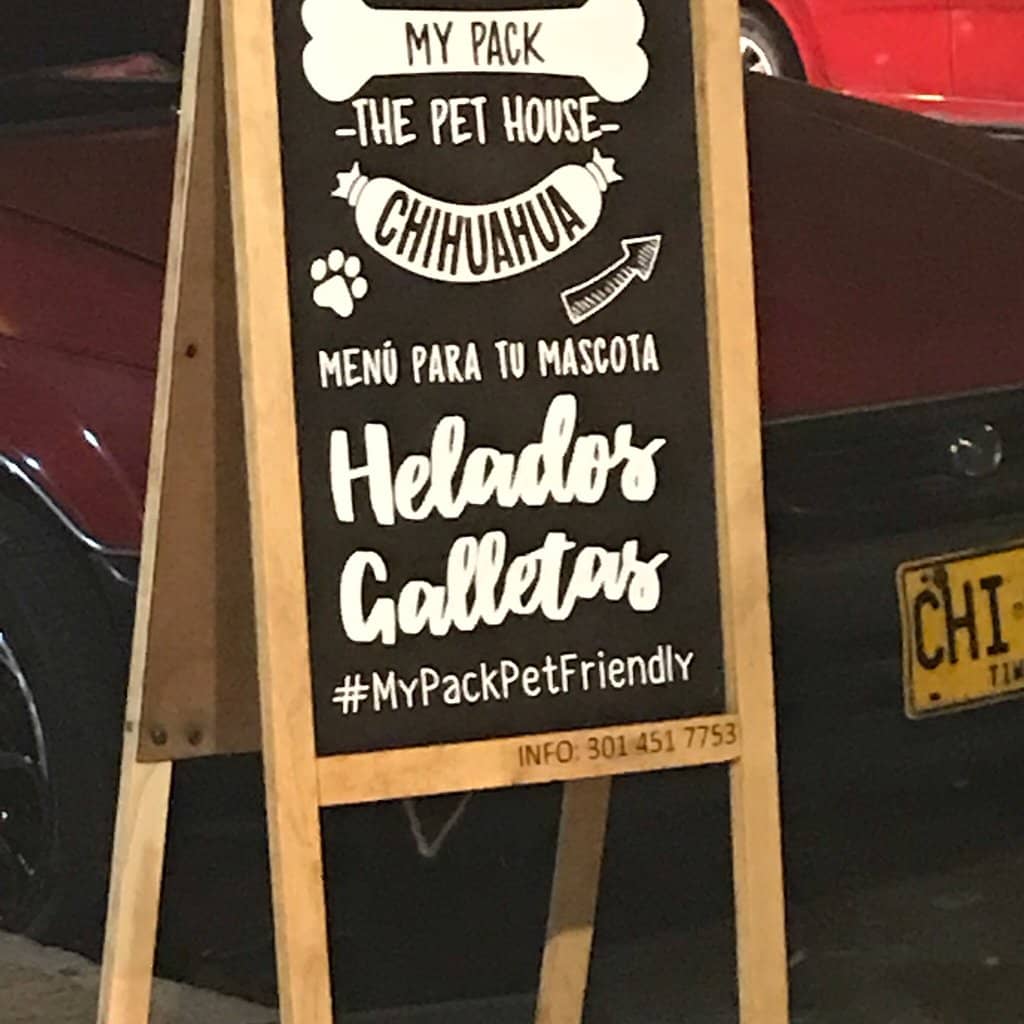 MY PACK
-THE PET HOUSE-
CHIHUAHUA
MENÚ PARA TU MASCOTA
Helados
Galletas
#MyPackPetFriendly
INFO: 301 451 7753
CHI